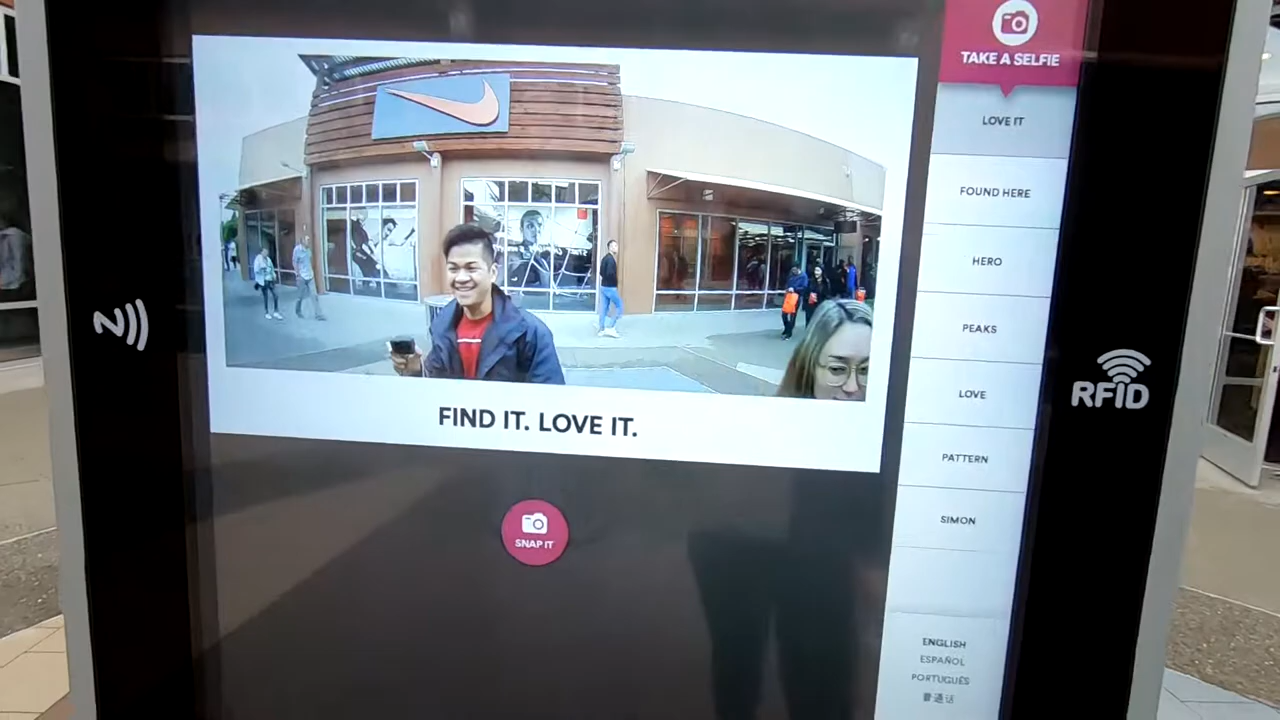 TAKE A SELFIE
LOVE IT
FOUND HERE
HERO
PEAKS
LOVE
PATTERN
SIMON
FIND IT. LOVE IT.
SNAP IT
RFID
ENGLISH
ESPAÑOL
PORTUGUÊS
普通话